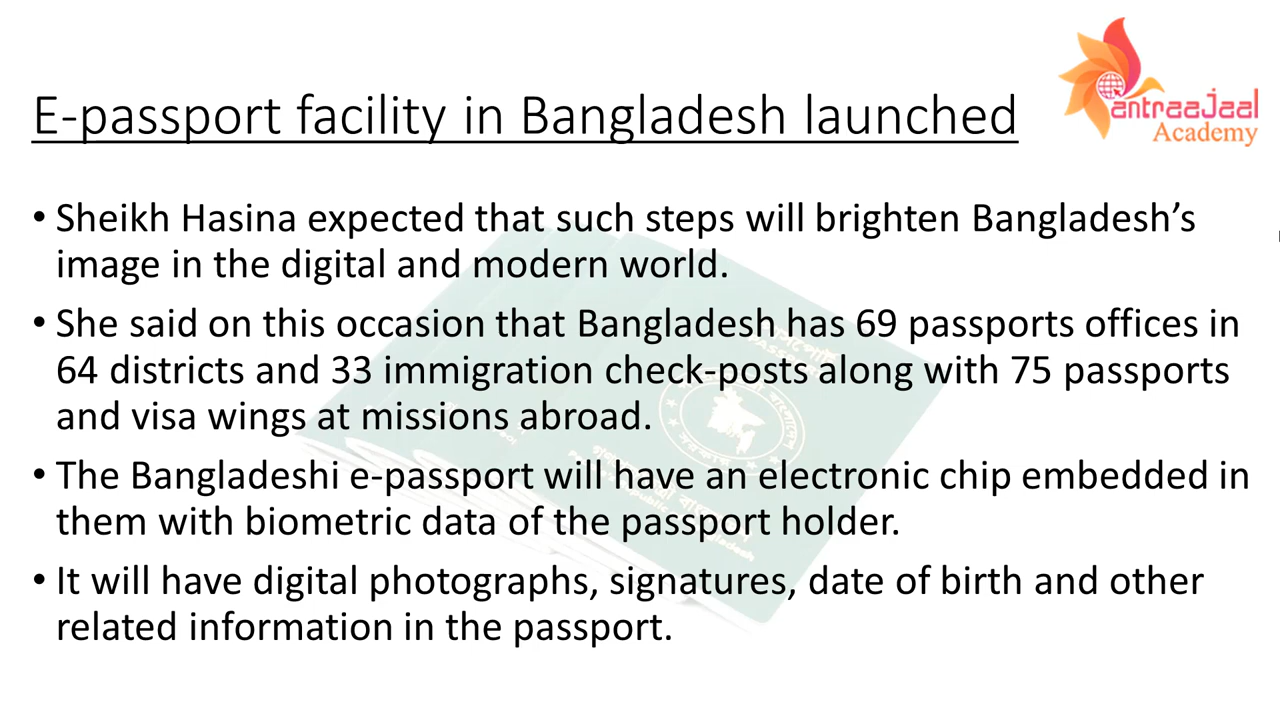 antraajaal
Academy
E-passport facility in Bangladesh launched
• Sheikh Hasina expected that such steps will brighten Bangladesh’s
image in the digital and modern world.
• She said on this occasion that Bangladesh has 69 passports offices in
64 districts and 33 immigration check-posts along with 75 passports
and visa wings at missions abroad.
• The Bangladeshi e-passport will have an electronic chip embedded in
them with biometric data of the passport holder.
• It will have digital photographs, signatures, date of birth and other
related information in the passport.